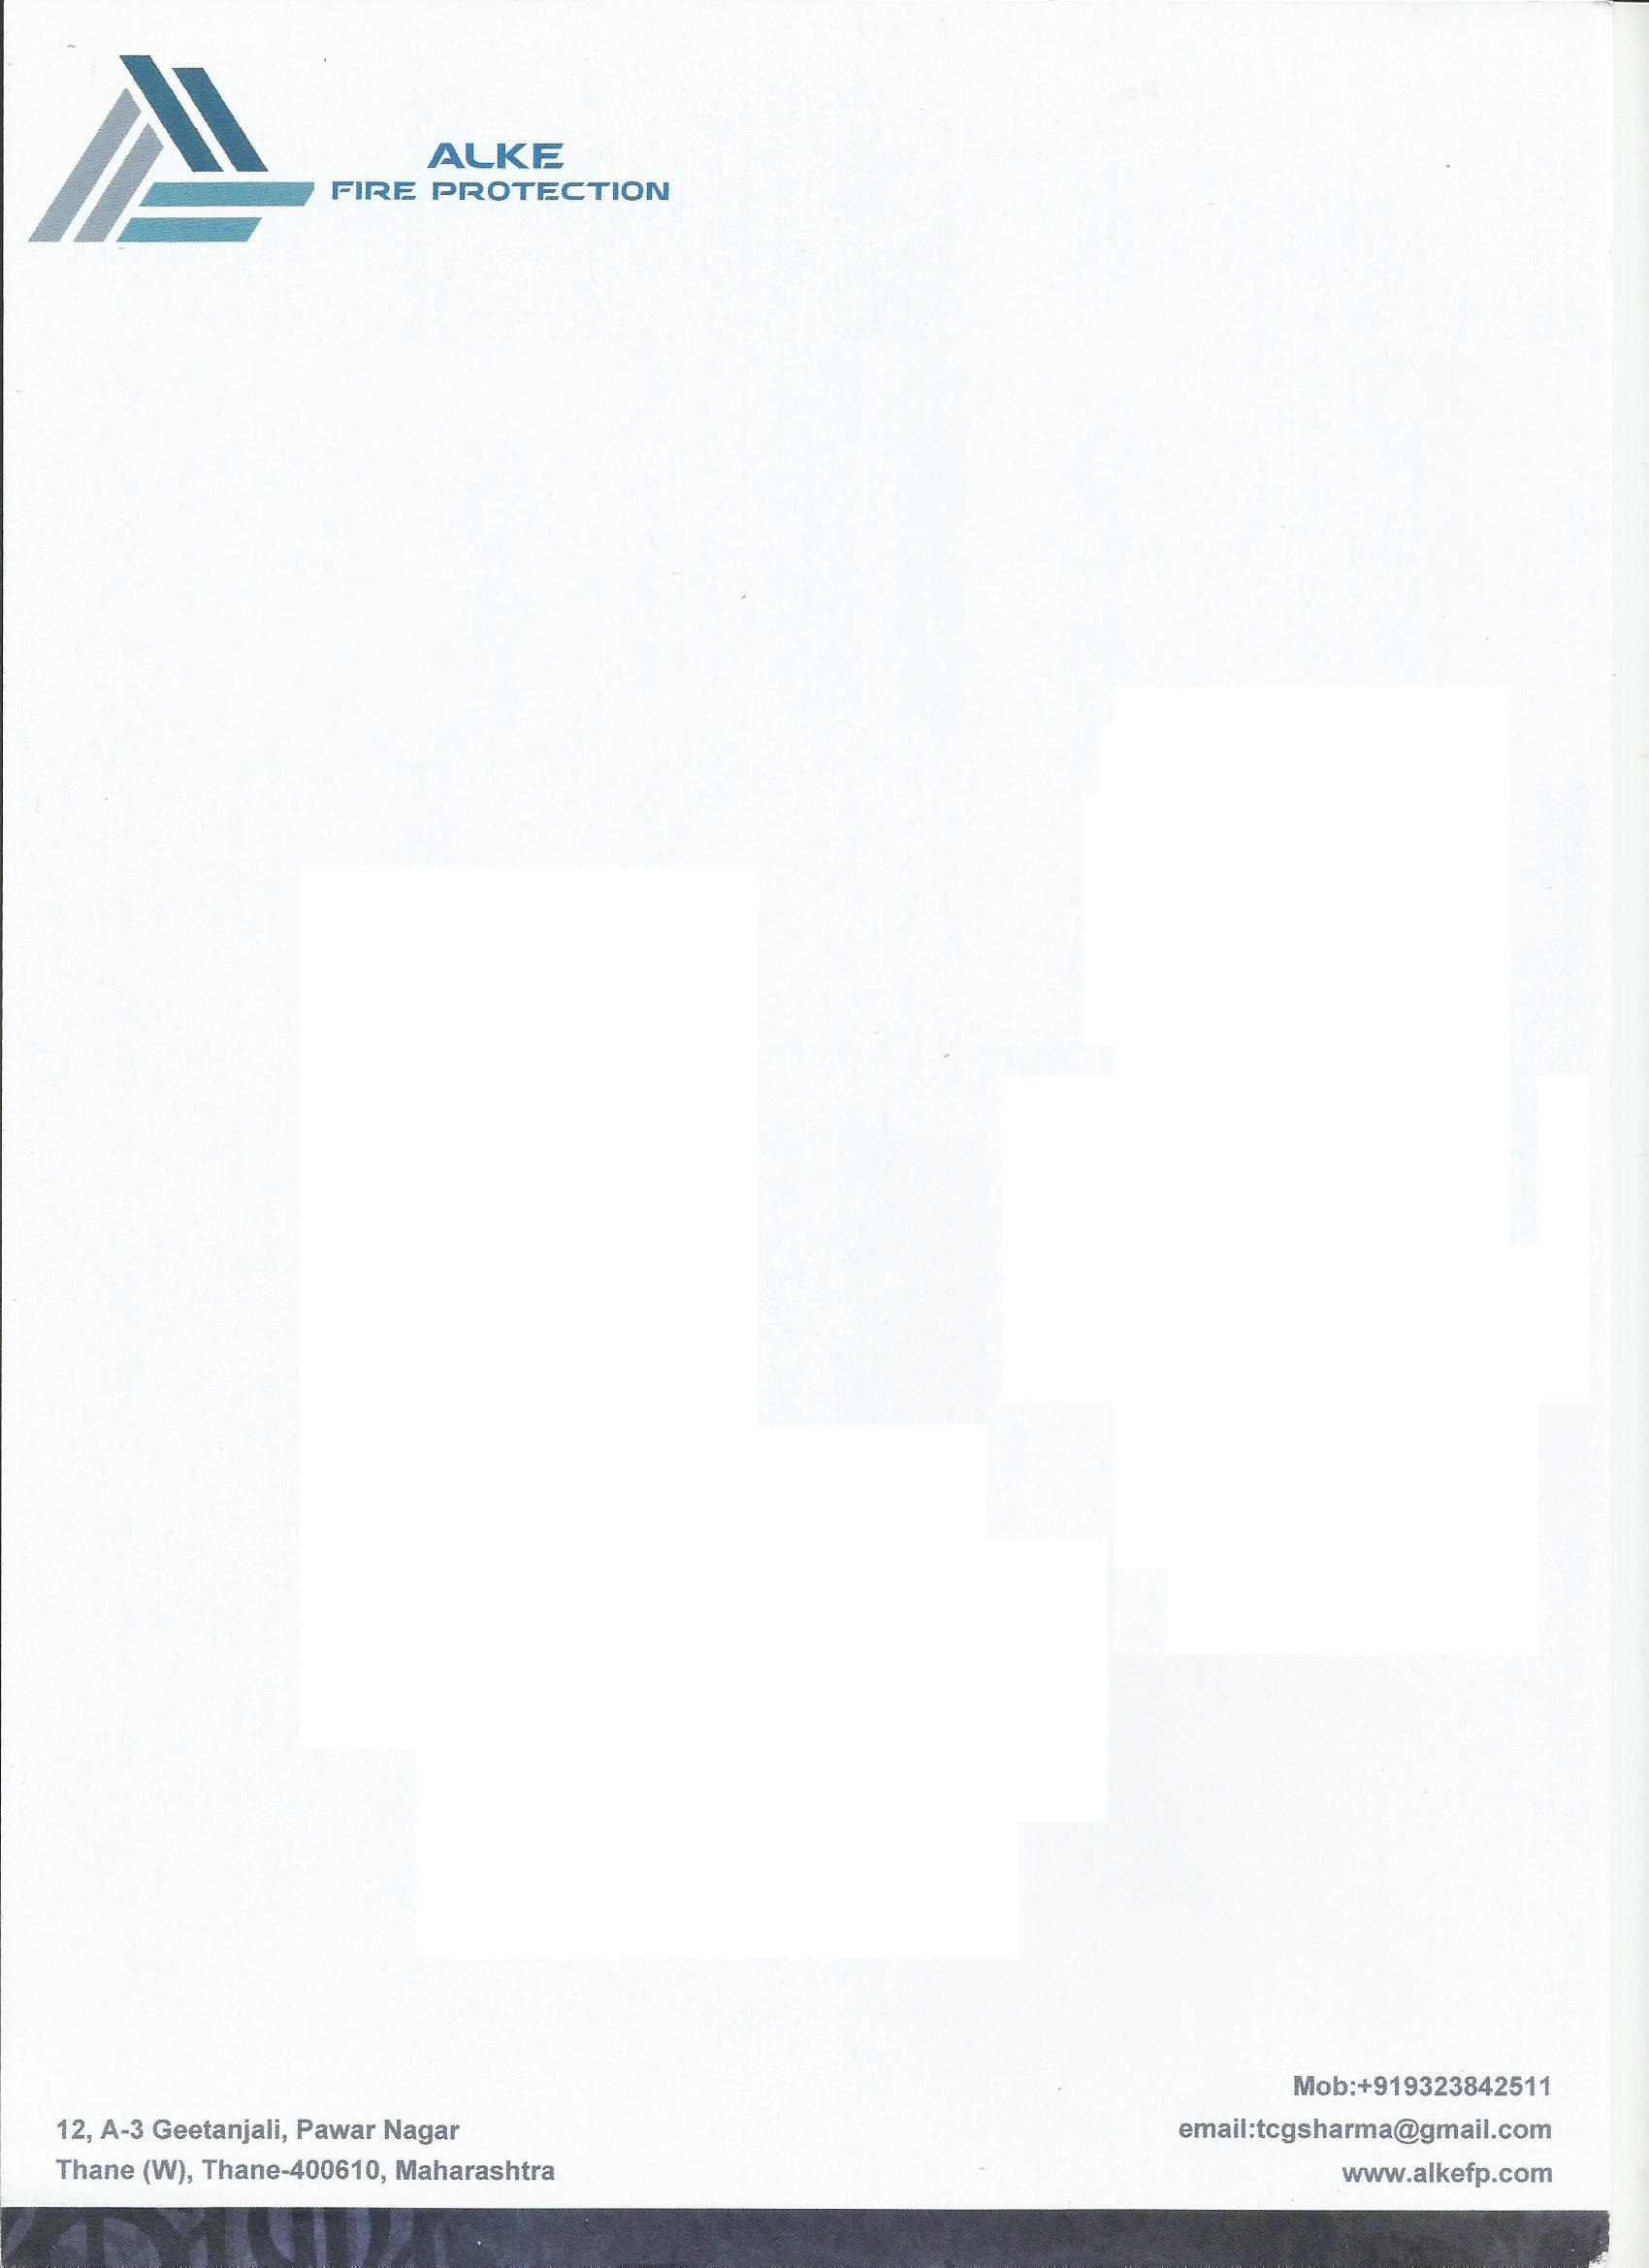 ALKE
FIRE PROTECTION
12, A-3 Geetanjali, Pawar Nagar
Thane (W), Thane-400610, Maharashtra
Mob:+919323842511
email:tcgsharma@gmail.com
www.alkefp.com